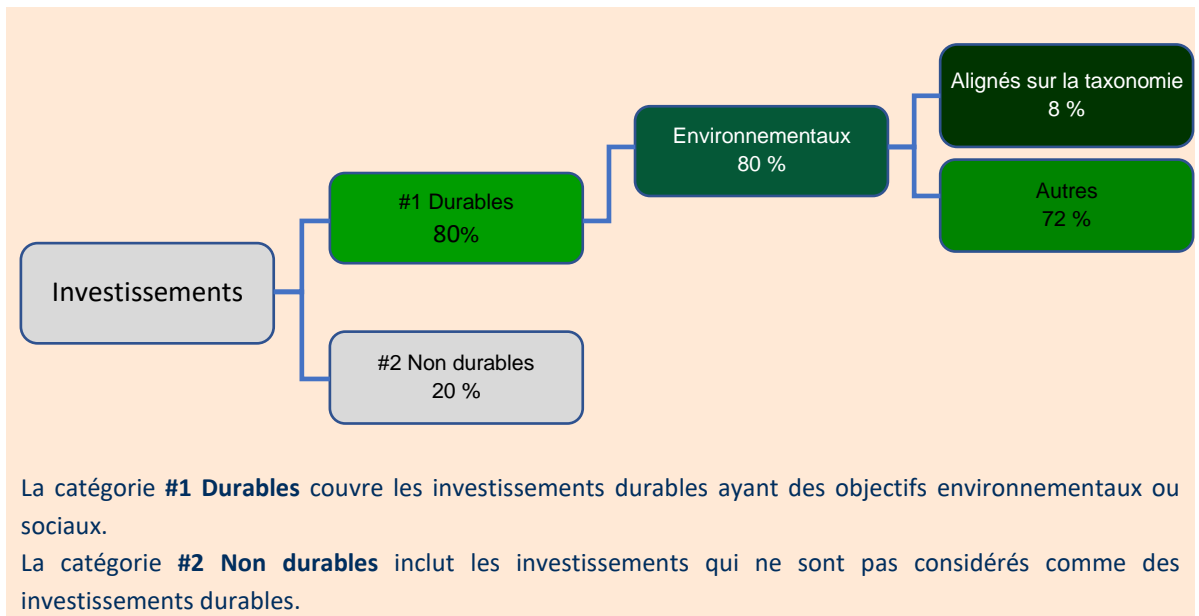 Investissements
#1 Durables
80%
#2 Non durables
20 %
Environnementaux
80 %
Alignés sur la taxonomie
8 %
Autres
72 %
La catégorie #1 Durables couvre les investissements durables ayant des objectifs environnementaux ou
sociaux.
La catégorie #2 Non durables inclut les investissements qui ne sont pas considérés comme des
investissements durables.